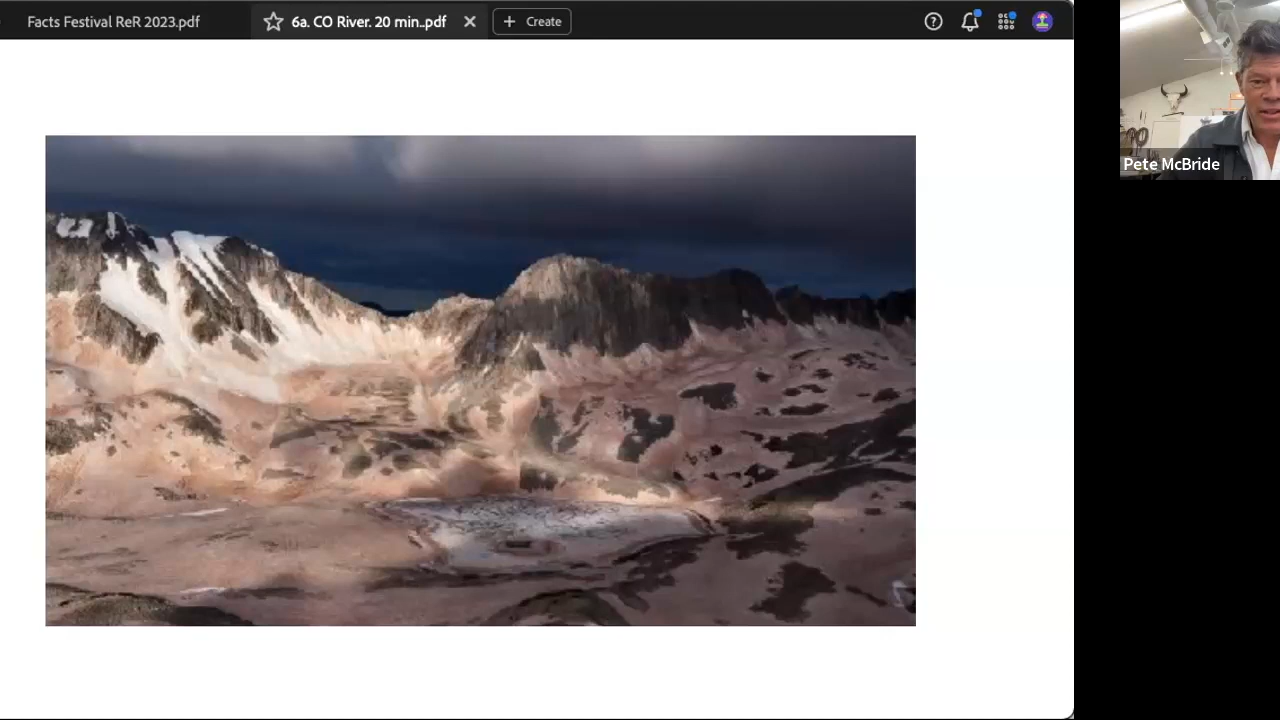 Facts Festival ReR 2023.pdf
6a. CO River. 20 min..pdf
Create
Pete McBride